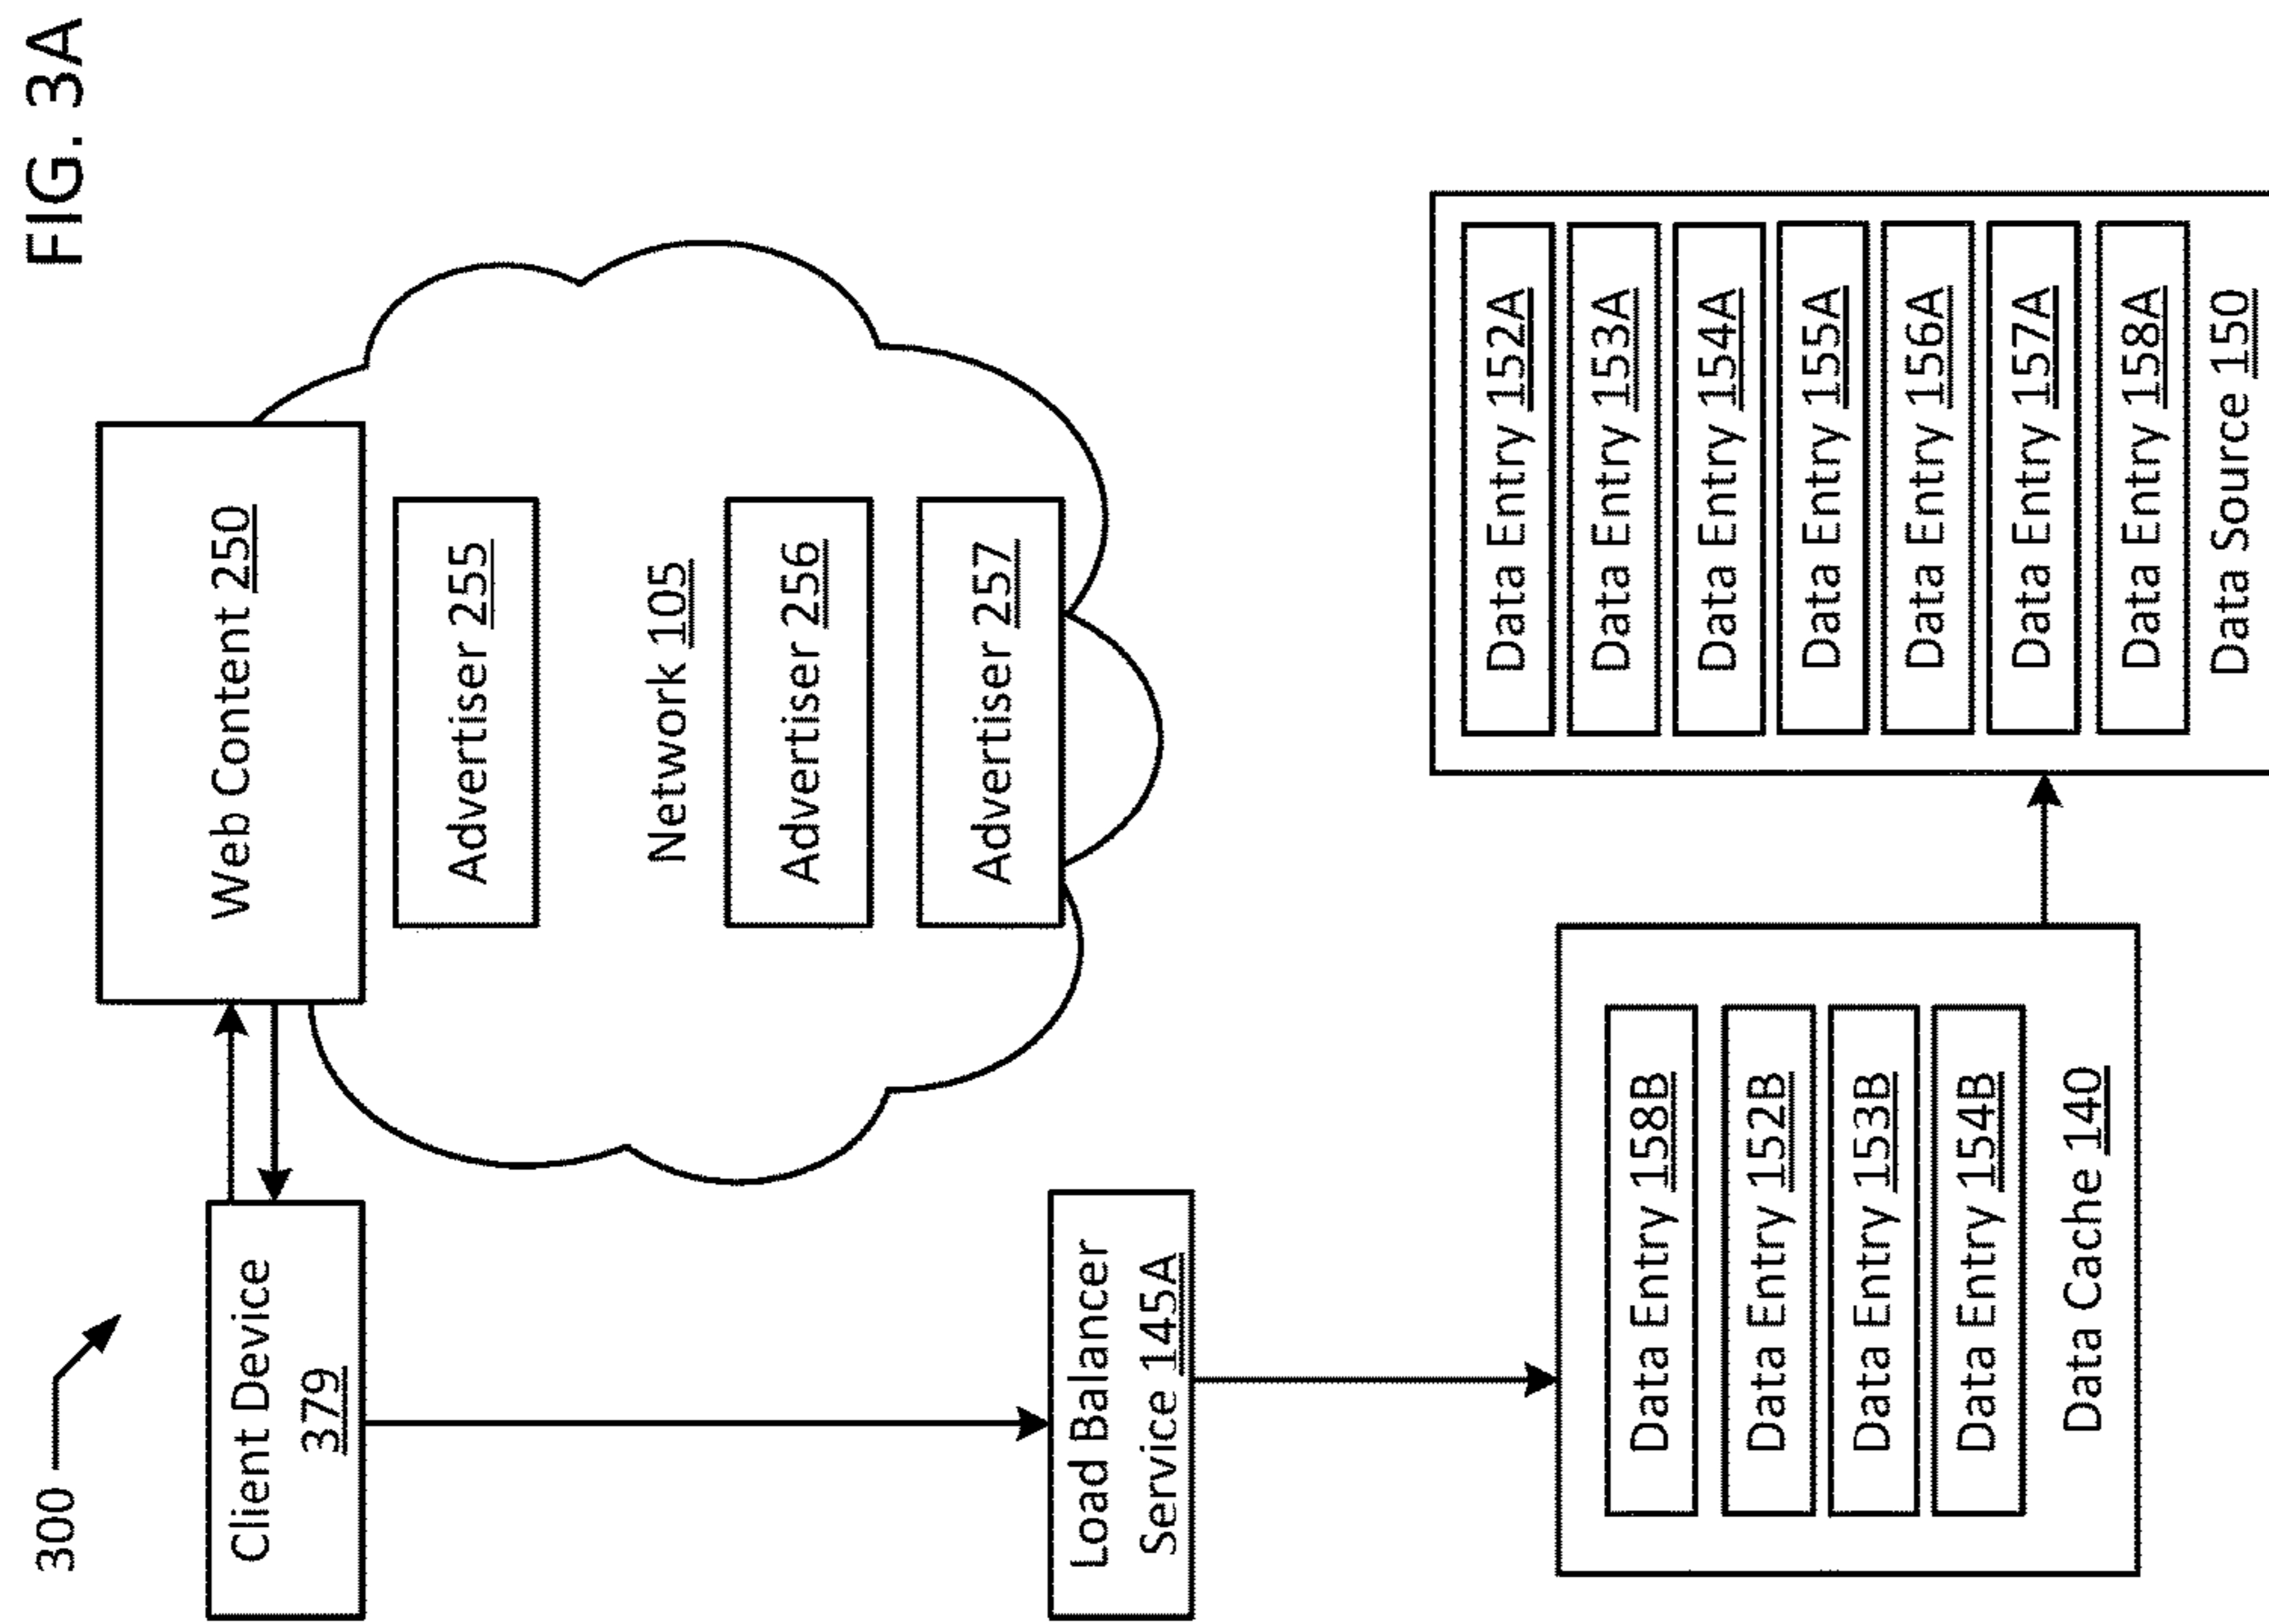 FIG. 3A
300
Client Device
379
Web Content 250
Advertiser 255
Network 105
Advertiser 256
Advertiser 257
Load Balancer
Service 145A
Data Entry 158B
Data Entry 152B
Data Entry 153B
Data Entry 154B
Data Cache 140
Data Entry 152A
Data Entry 153A
Data Entry 154A
Data Entry 155A
Data Entry 156A
Data Entry 157A
Data Entry 158A
Data Source 150